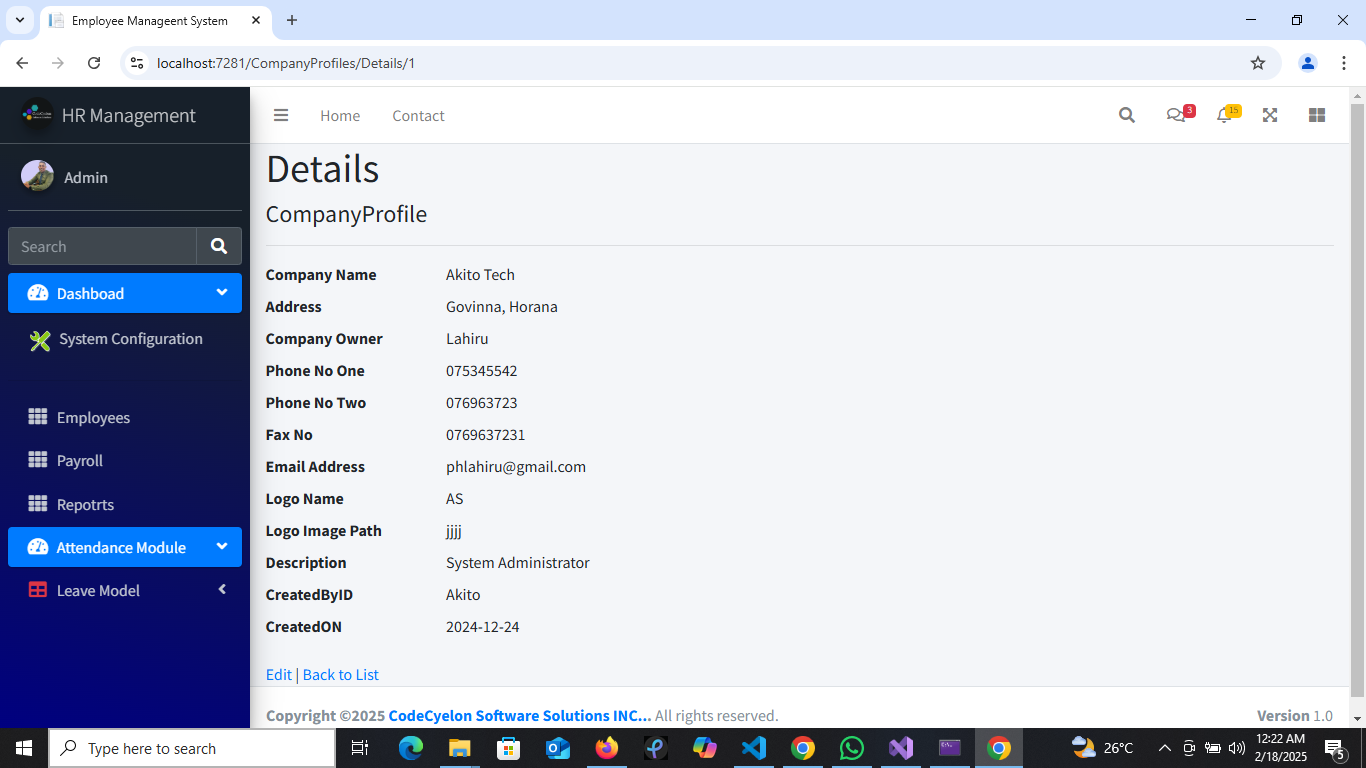 Employee Manageent System
localhost:7281/CompanyProfiles/Details/1
HR Management
Home
Contact
3
15
Admin
Search
Dashboad
System Configuration
Employees
Payroll
Repotrts
Attendance Module
Leave Model
Details
CompanyProfile
Company Name Akito Tech
Address Govinna, Horana
Company Owner Lahiru
Phone No One 075345542
Phone No Two 076963723
Fax No 0769637231
Email Address phlahiru@gmail.com
Logo Name AS
Logo Image Path jjjj
Description System Administrator
CreatedByID Akito
CreatedON 2024-12-24
Edit | Back to List
Copyright ©2025 CodeCyelon Software Solutions INC... All rights reserved.
Version 1.0
Type here to search
26°C
12:22 AM
2/18/2025
5